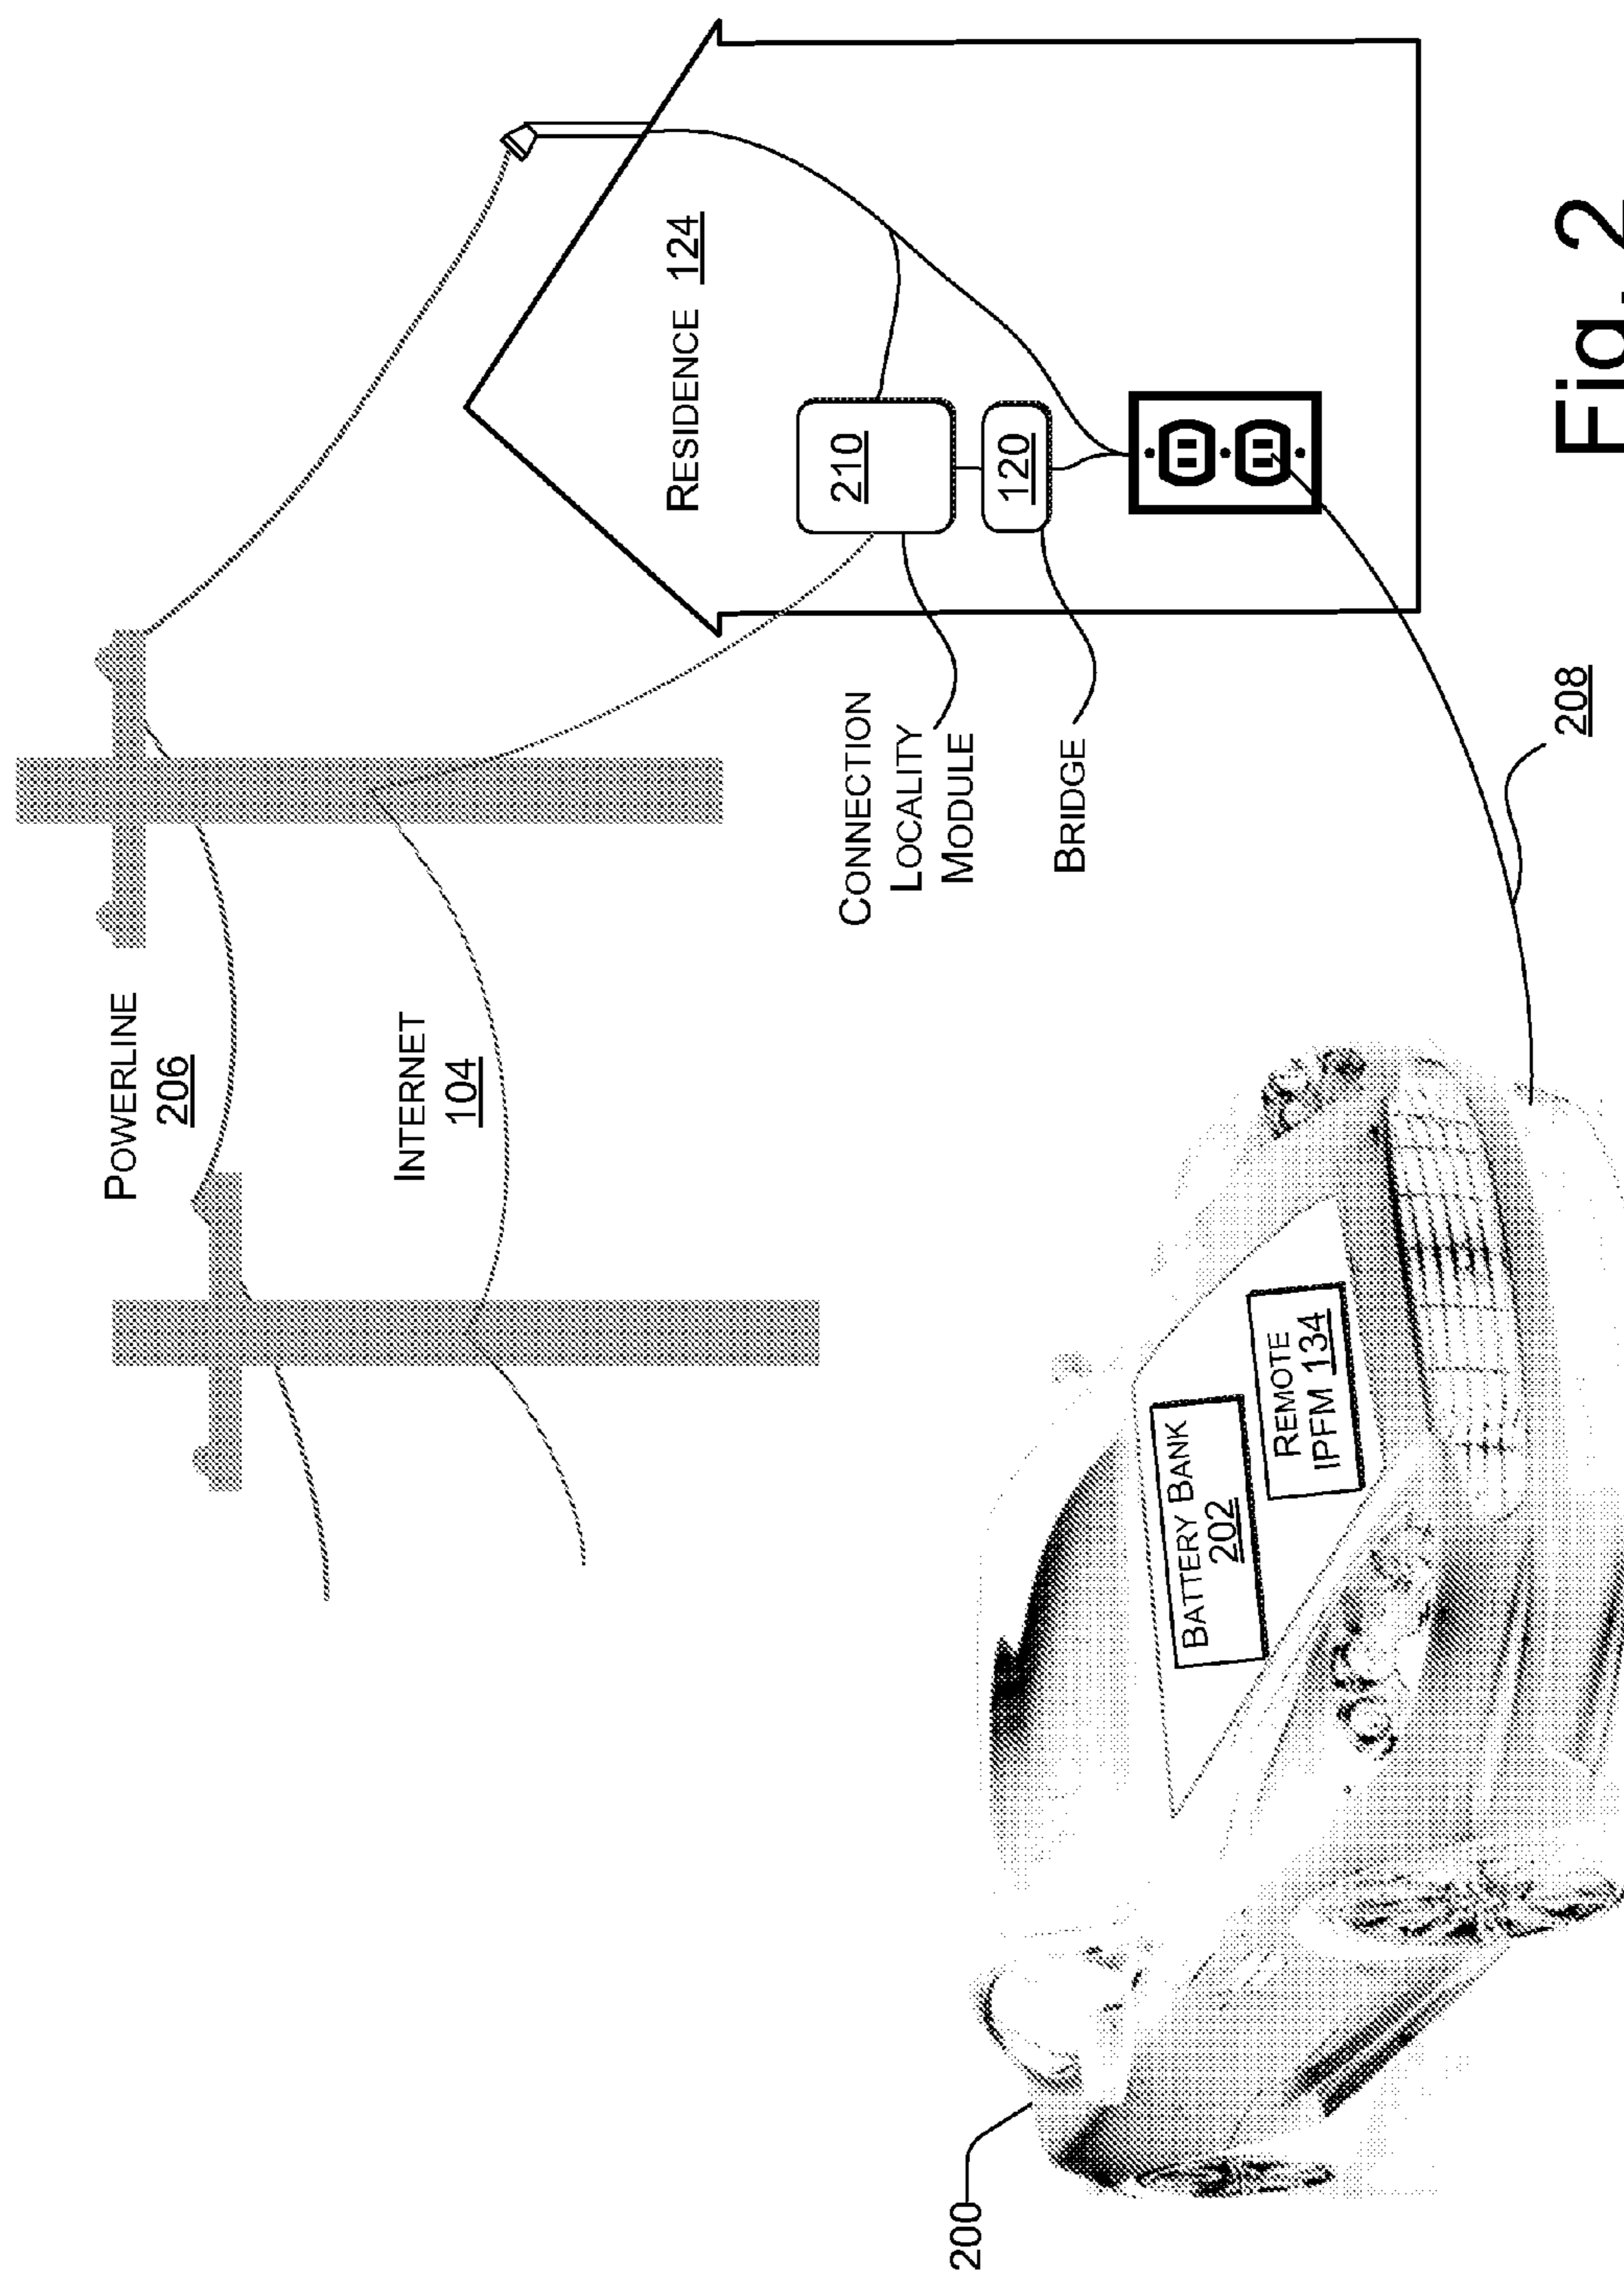 POWERLINE
206
INTERNET
104
RESIDENCE 124
210
120
CONNECTION
LOCALITY
MODULE
BRIDGE
BATTERY BANK
202
REMOTE
IPFM 134
200
208
Fig. 2